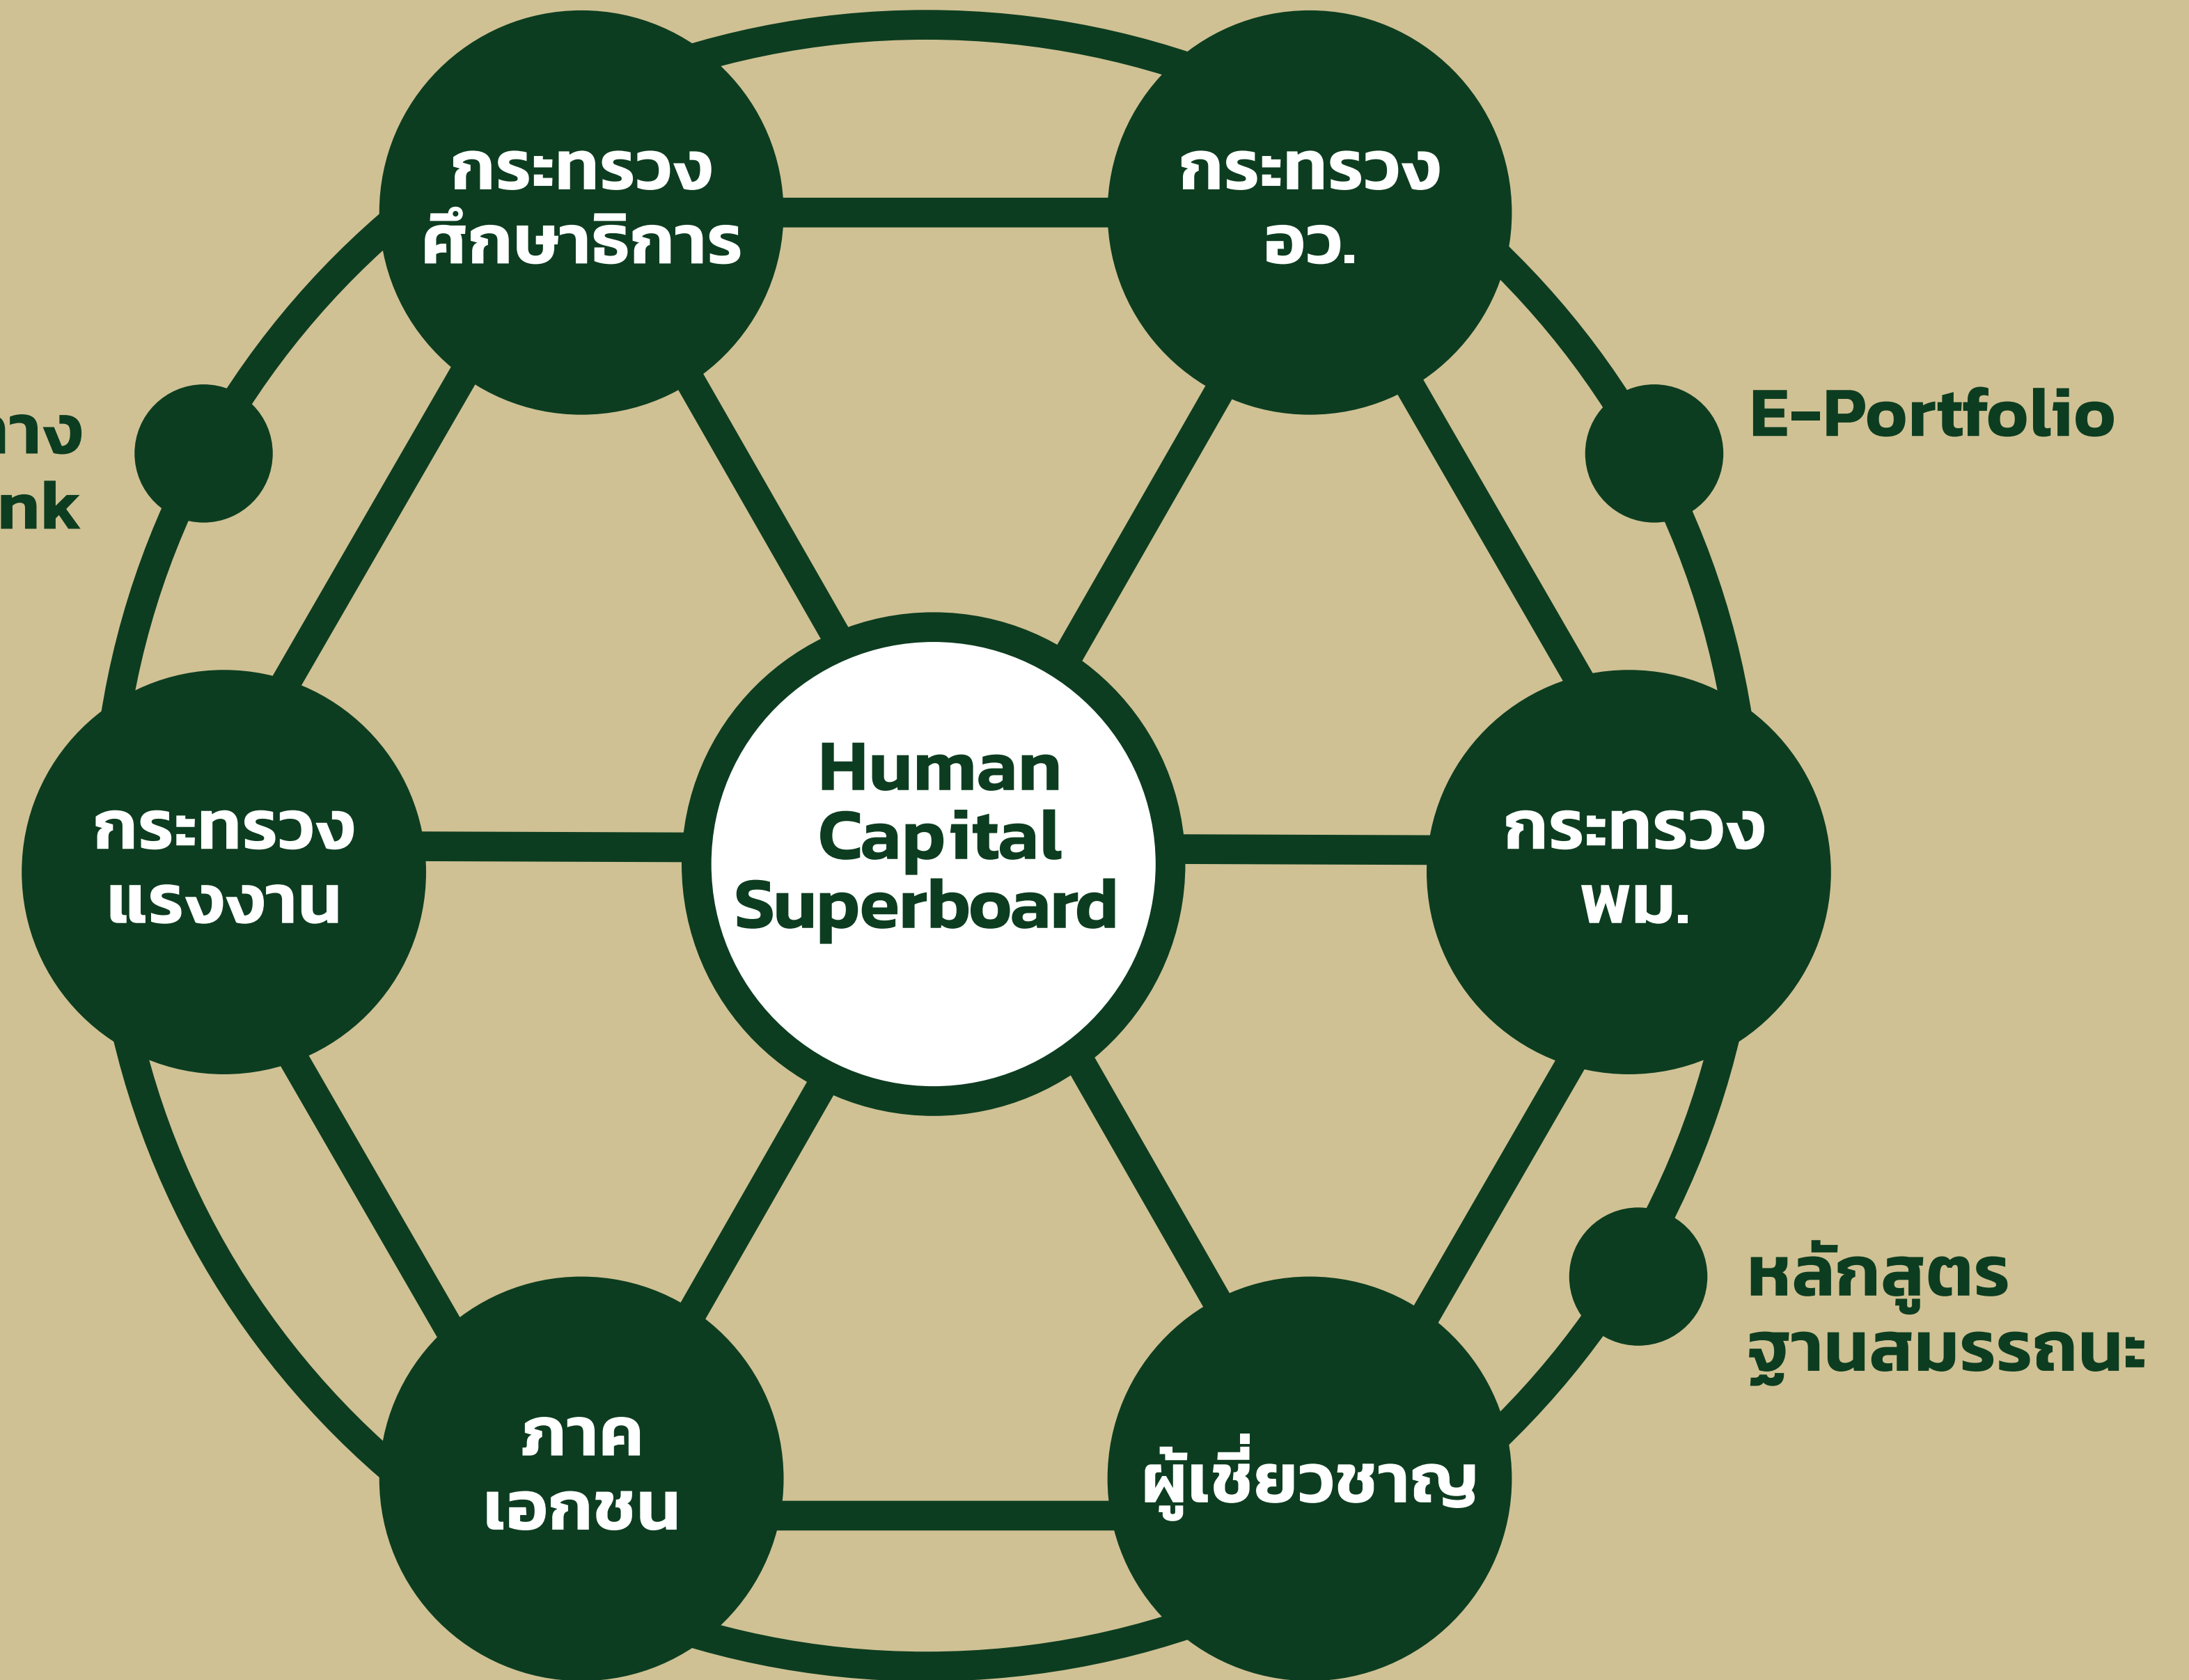 กระทรวง
ศึกษาธิการ
กระทรวง
อว.
E-Portfolio
กระทรวง
แรงงาน
Human
Capital
Superboard
กระทรวง
พม.
หลักสูตร
ฐานสมรรถนะ
ภาค
เอกชน
ผู้เชี่ยวชาญ